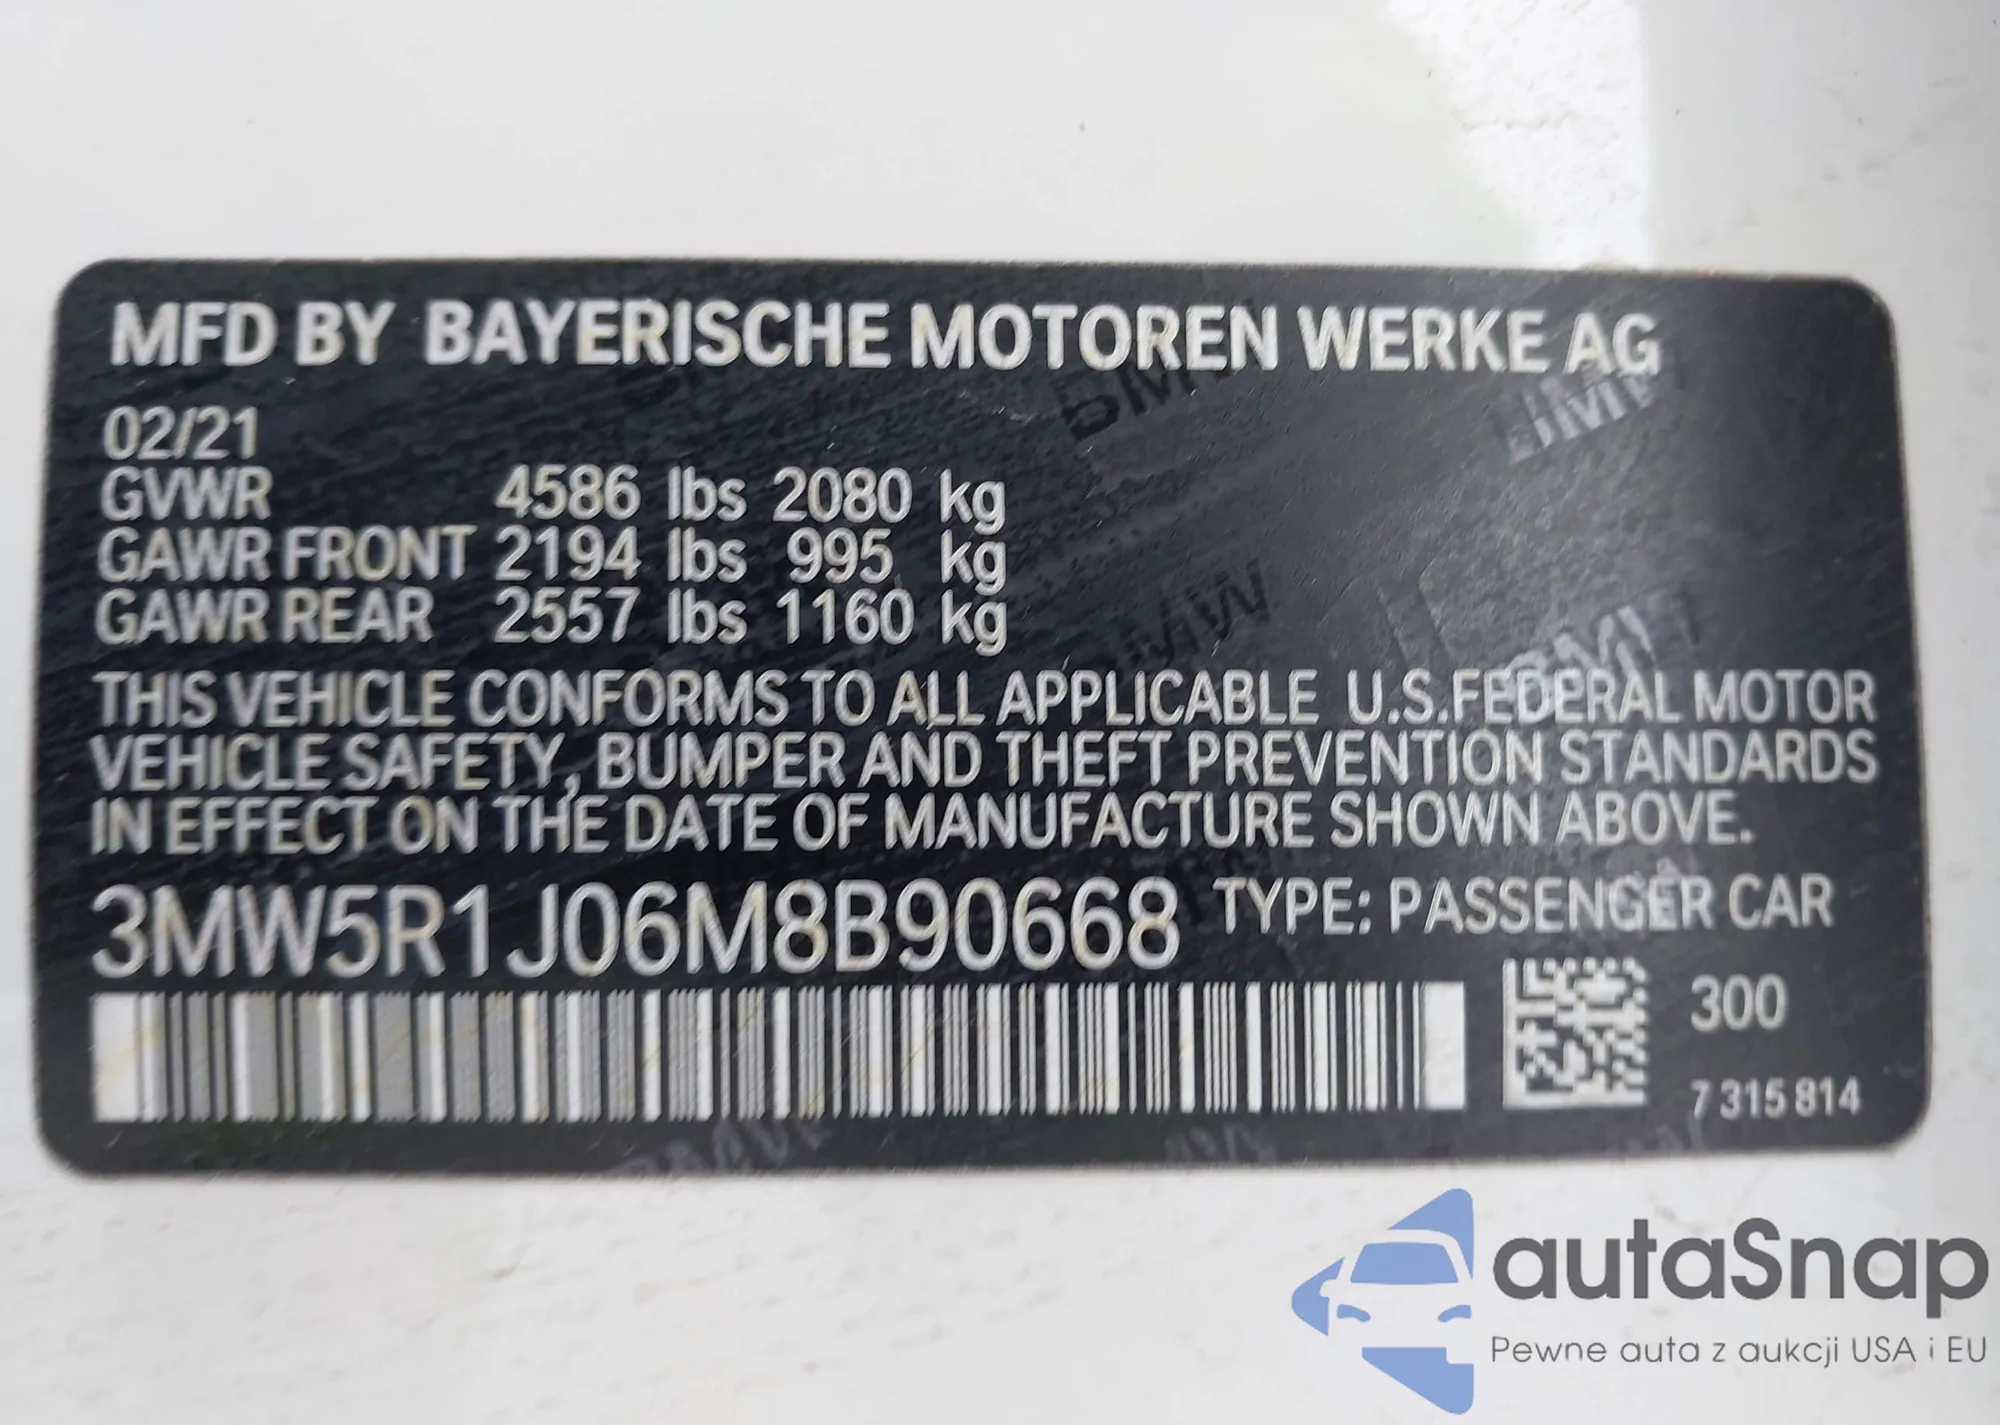 MFD BY BAYERISCHE MOTOREN WERKE AG
02/21
GVWR 4586 lbs 2080 kg
GAWR FRONT 2194 lbs 995 kg
GAWR REAR 2557 lbs 1160 kg
THIS VEHICLE CONFORMS TO ALL APPLICABLE U.S.FEDERAL MOTOR
VEHICLE SAFETY, BUMPER AND THEFT PREVENTION STANDARDS
IN EFFECT ON THE DATE OF MANUFACTURE SHOWN ABOVE.
3MW5R1J06M8B90668 TYPE: PASSENGER CAR
300
7 315 814
autaSnap
Pewne auta z aukcji USA i EU